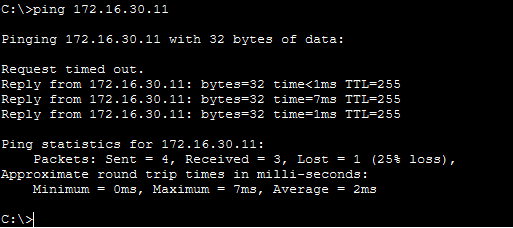 C:\>ping 172.16.30.11
Pinging 172.16.30.11 with 32 bytes of data:
Request timed out.
Reply from 172.16.30.11: bytes=32 time<1ms TTL=255
Reply from 172.16.30.11: bytes=32 time=7ms TTL=255
Reply from 172.16.30.11: bytes=32 time=1ms TTL=255
Ping statistics for 172.16.30.11:
    Packets: Sent = 4, Received = 3, Lost = 1 (25% loss),
Approximate round trip times in milli-seconds:
    Minimum = 0ms, Maximum = 7ms, Average = 2ms
C:\>